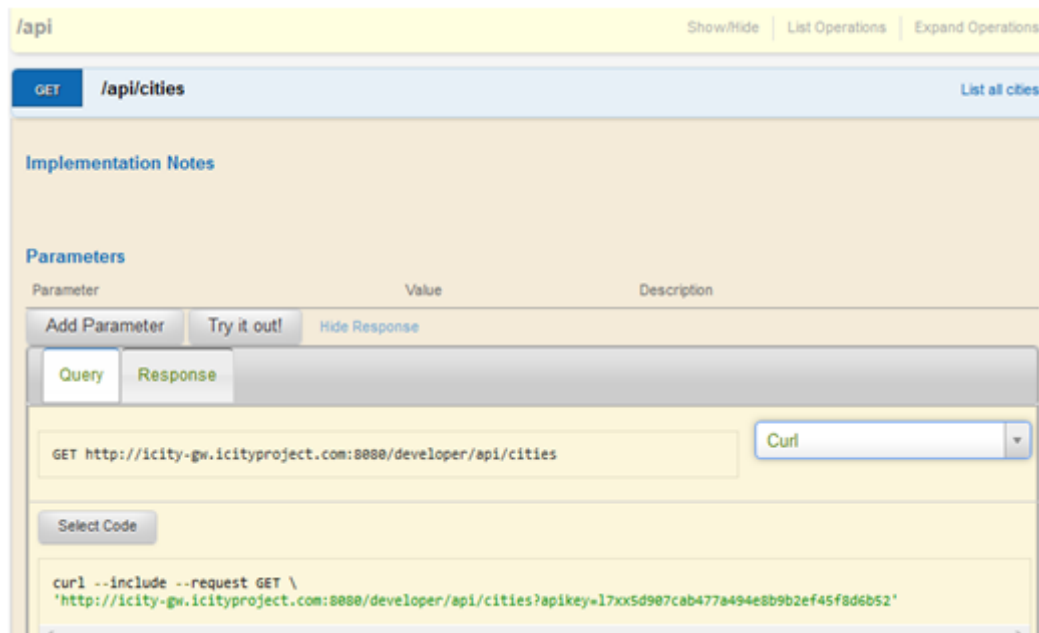 /api Show/Hide List Operations Expand Operations
GET /api/cities List all cities
Implementation Notes
Parameters
Parameter Value Description
Add Parameter Try it out! Hide Response
Query Response
GET http://icity-gw.icityproject.com:8080/developer/api/cities Curl
Select Code
curl --include --request GET \
'http://icity-gw.icityproject.com:8080/developer/api/cities?apikey=l7xx5d907cab477a494e8b9b2ef45f8d6b52'